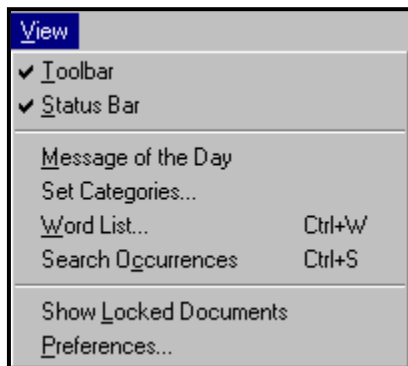 View
✔ Toolbar
✔ Status Bar
Message of the Day
Set Categories...
Word List... Ctrl+W
Search Occurrences Ctrl+S
Show Locked Documents
Preferences...